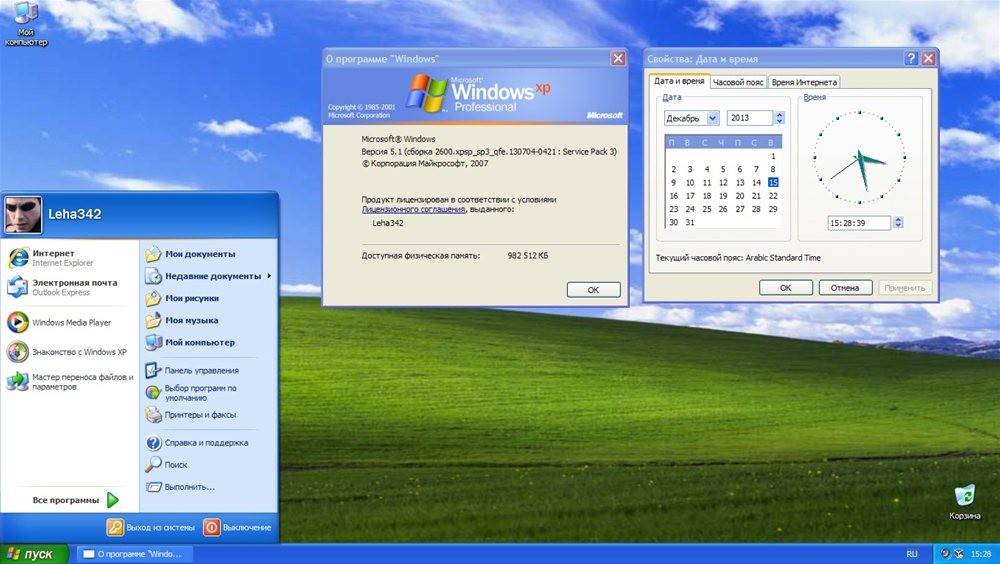 Мой
компьютер
О программе "Windows"
Copyright © 1985-2001
Microsoft Corporation
Microsoft®
Windows xp
Professional
Microsoft
Microsoft® Windows
Версия 5.1 (сборка 2600.xpsp_sp3_qfe.130704-0421 : Service Pack 3)
© Корпорация Майкрософт, 2007
Продукт лицензирован в соответствии с условиями
Лицензионного соглашения, выданного:
Leha342
Доступная физическая память: 982 512 КБ
OK
Свойства: Дата и время
Дата и время Часовой пояс Время Интернета
Дата
Декабрь 2013
П В С Ч П С В
1
2 3 4 5 6 7 8
9 10 11 12 13 14 15
16 17 18 19 20 21 22
23 24 25 26 27 28 29
30 31
Время
15:28:39
Текущий часовой пояс: Arabic Standard Time
OK Отмена Применить
Leha342
Интернет
Internet Explorer
Электронная почта
Outlook Express
Windows Media Player
Знакомство с Windows XP
Мастер переноса файлов и
параметров
Все программы
Мои документы
Недавние документы
Мои рисунки
Моя музыка
Мой компьютер
Панель управления
Выбор программ по
умолчанию
Принтеры и факсы
Справка и поддержка
Поиск
Выполнить...
Выход из системы Выключение
Корзина
пуск О программе "Windo... RU 15:28